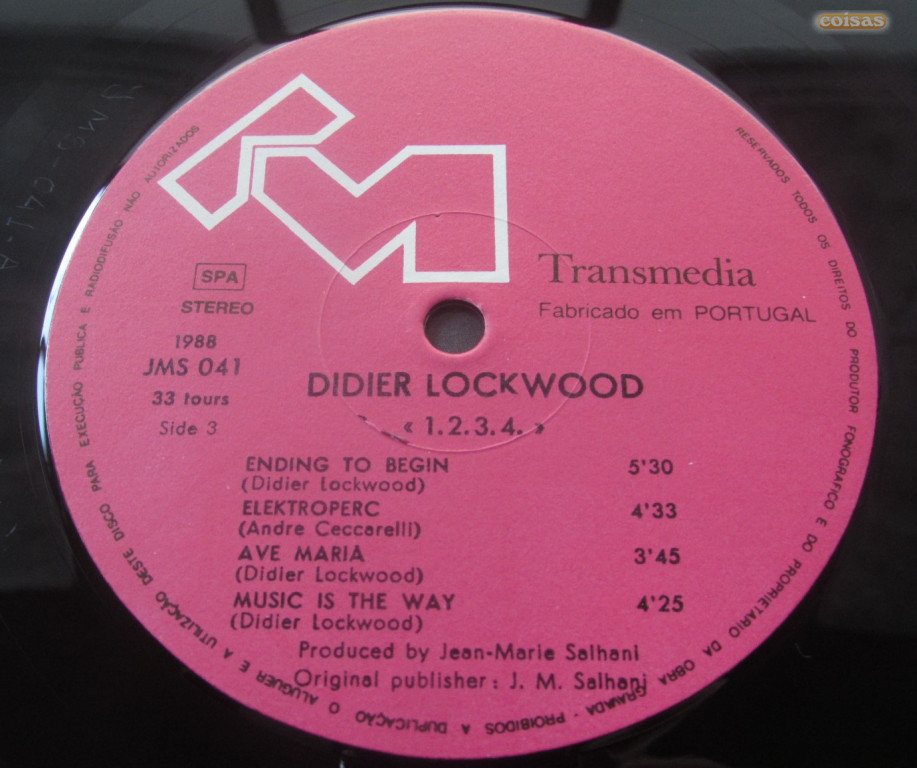 coisas
RESERVADOS TODOS OS DIREITOS DO PRODUTOR FONOGRAFICO E DO PROPRIETARIO DA OBRA GRAVADA - PROIBIDOS A DUPLICAÇÃO O ALUGUER E A UTILIZAÇÃO DESTE DISCO PARA EXECUÇÃO PUBLICA E RADIODIFUSÃO NÃO AUTORIZADOS
JMS-041-A
Transmedia
Fabricado em PORTUGAL
SPA
STEREO
1988
JMS 041
33 tours
Side 3
DIDIER LOCKWOOD
« 1.2.3.4. »
ENDING TO BEGIN 5'30
(Didier Lockwood)
ELEKTROPERC 4'33
(Andre Ceccarelli)
AVE MARIA 3'45
(Didier Lockwood)
MUSIC IS THE WAY 4'25
(Didier Lockwood)
Produced by Jean-Marie Salhani
Original publisher: J. M. Salhani